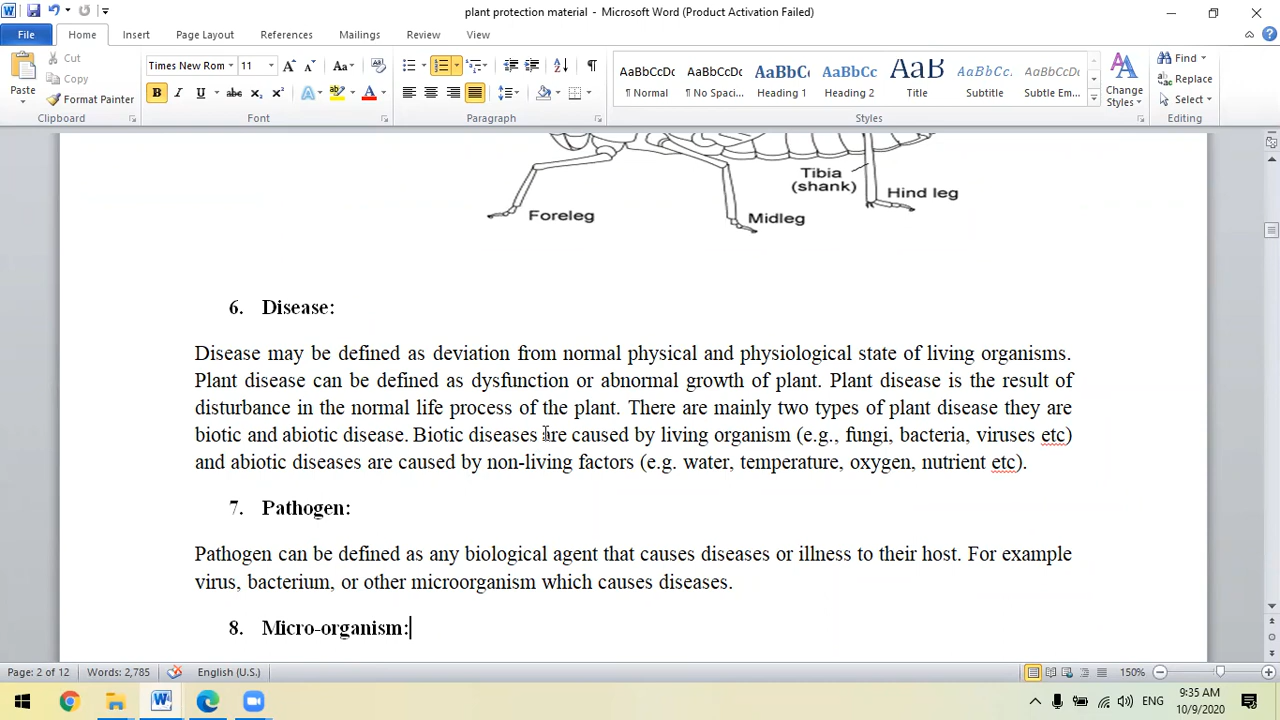 plant protection material - Microsoft Word (Product Activation Failed)
File Home Insert Page Layout References Mailings Review View
Paste
Cut
Copy
Format Painter
Clipboard
Times New Rom 11
Font
Paragraph
AaBbCcDc AaBbCcDc AaBbC AaBbCc AaB AaBbCc. AaBbCcDc
¶ Normal ¶ No Spaci... Heading 1 Heading 2 Title Subtitle Subtle Em...
Styles
Change Styles
Find
Replace
Select
Editing
Tibia
(shank)
Hind leg
Foreleg
Midleg
6. Disease:
Disease may be defined as deviation from normal physical and physiological state of living organisms.
Plant disease can be defined as dysfunction or abnormal growth of plant. Plant disease is the result of
disturbance in the normal life process of the plant. There are mainly two types of plant disease they are
biotic and abiotic disease. Biotic diseases are caused by living organism (e.g., fungi, bacteria, viruses etc)
and abiotic diseases are caused by non-living factors (e.g. water, temperature, oxygen, nutrient etc).
7. Pathogen:
Pathogen can be defined as any biological agent that causes diseases or illness to their host. For example
virus, bacterium, or other microorganism which causes diseases.
8. Micro-organism:
Page: 2 of 12 Words: 2,785 English (U.S.) 150%
ENG
9:35 AM
10/9/2020